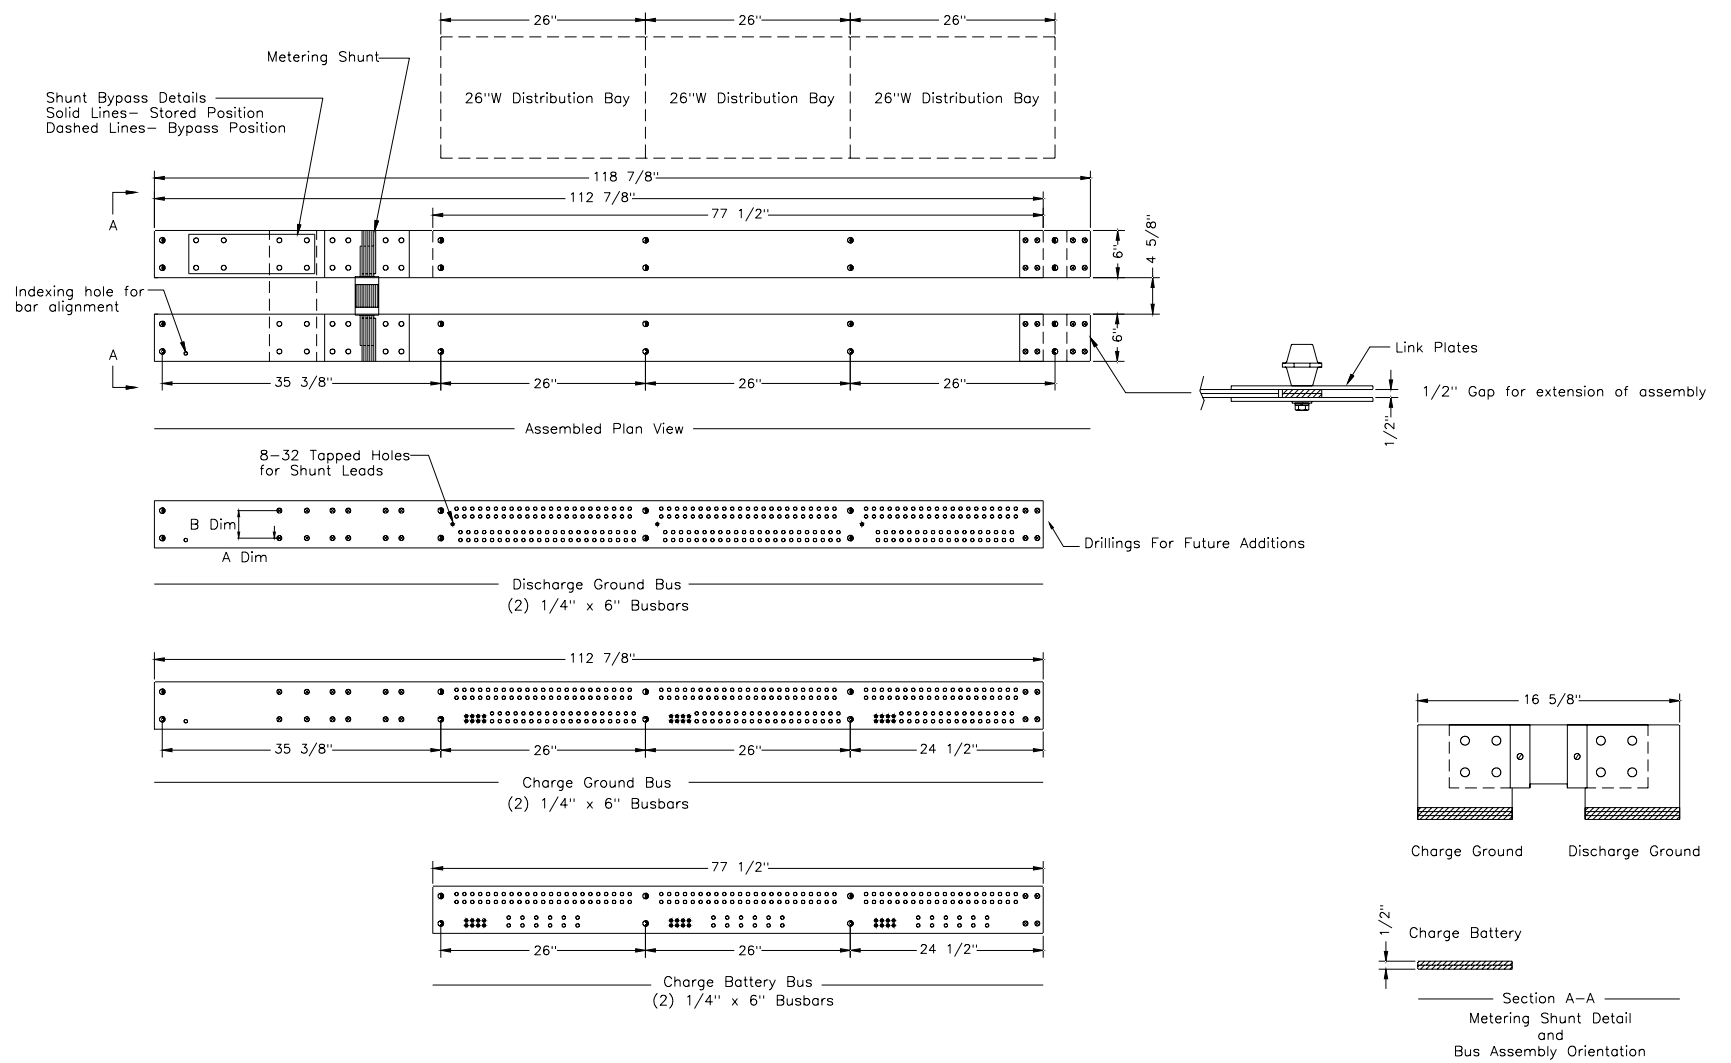 26" 26" 26"
Metering Shunt
26"W Distribution Bay 26"W Distribution Bay 26"W Distribution Bay
Shunt Bypass Details
Solid Lines– Stored Position
Dashed Lines– Bypass Position
118 7/8"
112 7/8"
77 1/2"
A
6"
4 5/8"
Indexing hole for
bar alignment
6"
A
35 3/8" 26" 26" 26"
Link Plates
1/2" Gap for extension of assembly
1/2"
Assembled Plan View
8–32 Tapped Holes
for Shunt Leads
B Dim
A Dim
Drillings For Future Additions
Discharge Ground Bus
(2) 1/4" x 6" Busbars
112 7/8"
35 3/8" 26" 26" 24 1/2"
Charge Ground Bus
(2) 1/4" x 6" Busbars
77 1/2"
26" 26" 24 1/2"
Charge Battery Bus
(2) 1/4" x 6" Busbars
16 5/8"
Charge Ground Discharge Ground
1/2"
Charge Battery
Section A–A
Metering Shunt Detail
and
Bus Assembly Orientation